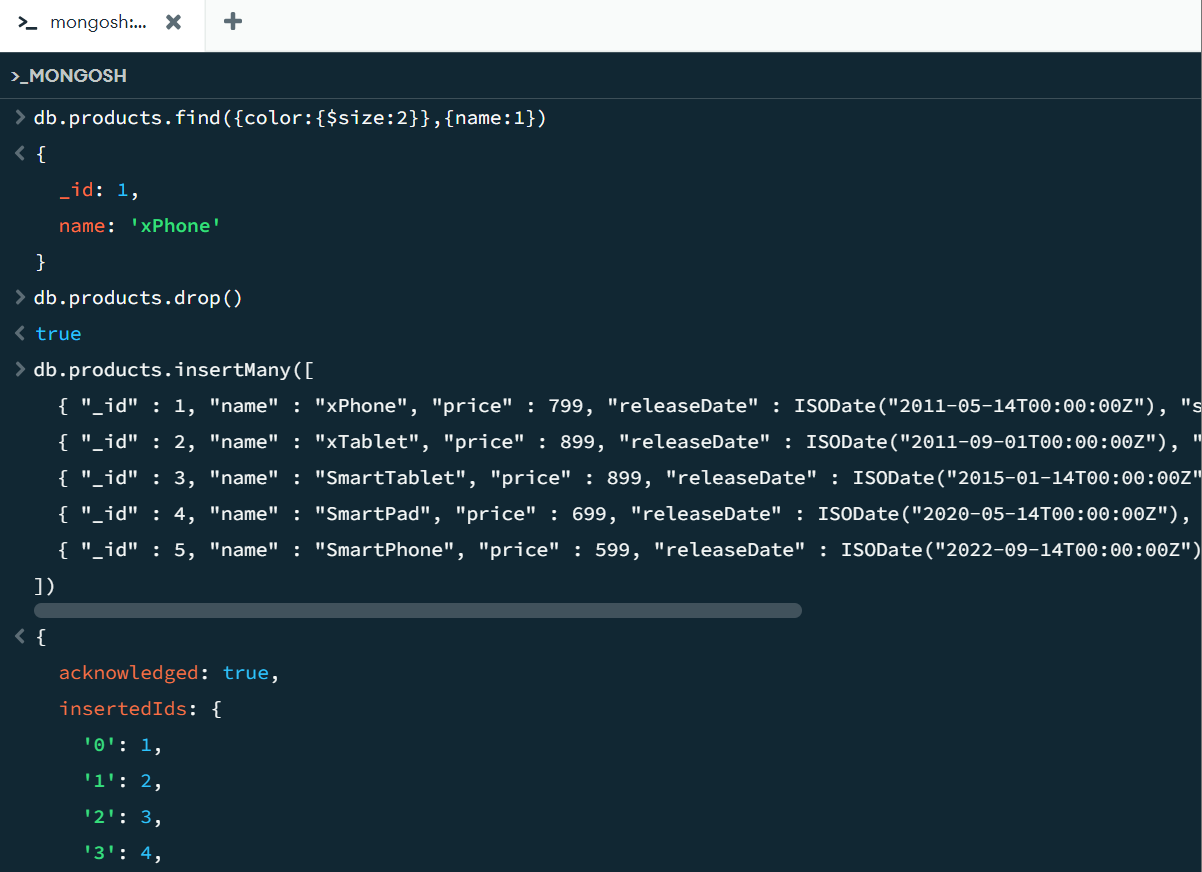 >_ mongosh:...
>_MONGOSH
> db.products.find({color:{$size:2}},{name:1})
< {
_id: 1,
name: 'xPhone'
}
> db.products.drop()
< true
> db.products.insertMany([
{ "_id" : 1, "name" : "xPhone", "price" : 799, "releaseDate" : ISODate("2011-05-14T00:00:00Z"), "s
{ "_id" : 2, "name" : "xTablet", "price" : 899, "releaseDate" : ISODate("2011-09-01T00:00:00Z"), "
{ "_id" : 3, "name" : "SmartTablet", "price" : 899, "releaseDate" : ISODate("2015-01-14T00:00:00Z"
{ "_id" : 4, "name" : "SmartPad", "price" : 699, "releaseDate" : ISODate("2020-05-14T00:00:00Z"),
{ "_id" : 5, "name" : "SmartPhone", "price" : 599, "releaseDate" : ISODate("2022-09-14T00:00:00Z")
])
< {
acknowledged: true,
insertedIds: {
'0': 1,
'1': 2,
'2': 3,
'3': 4,